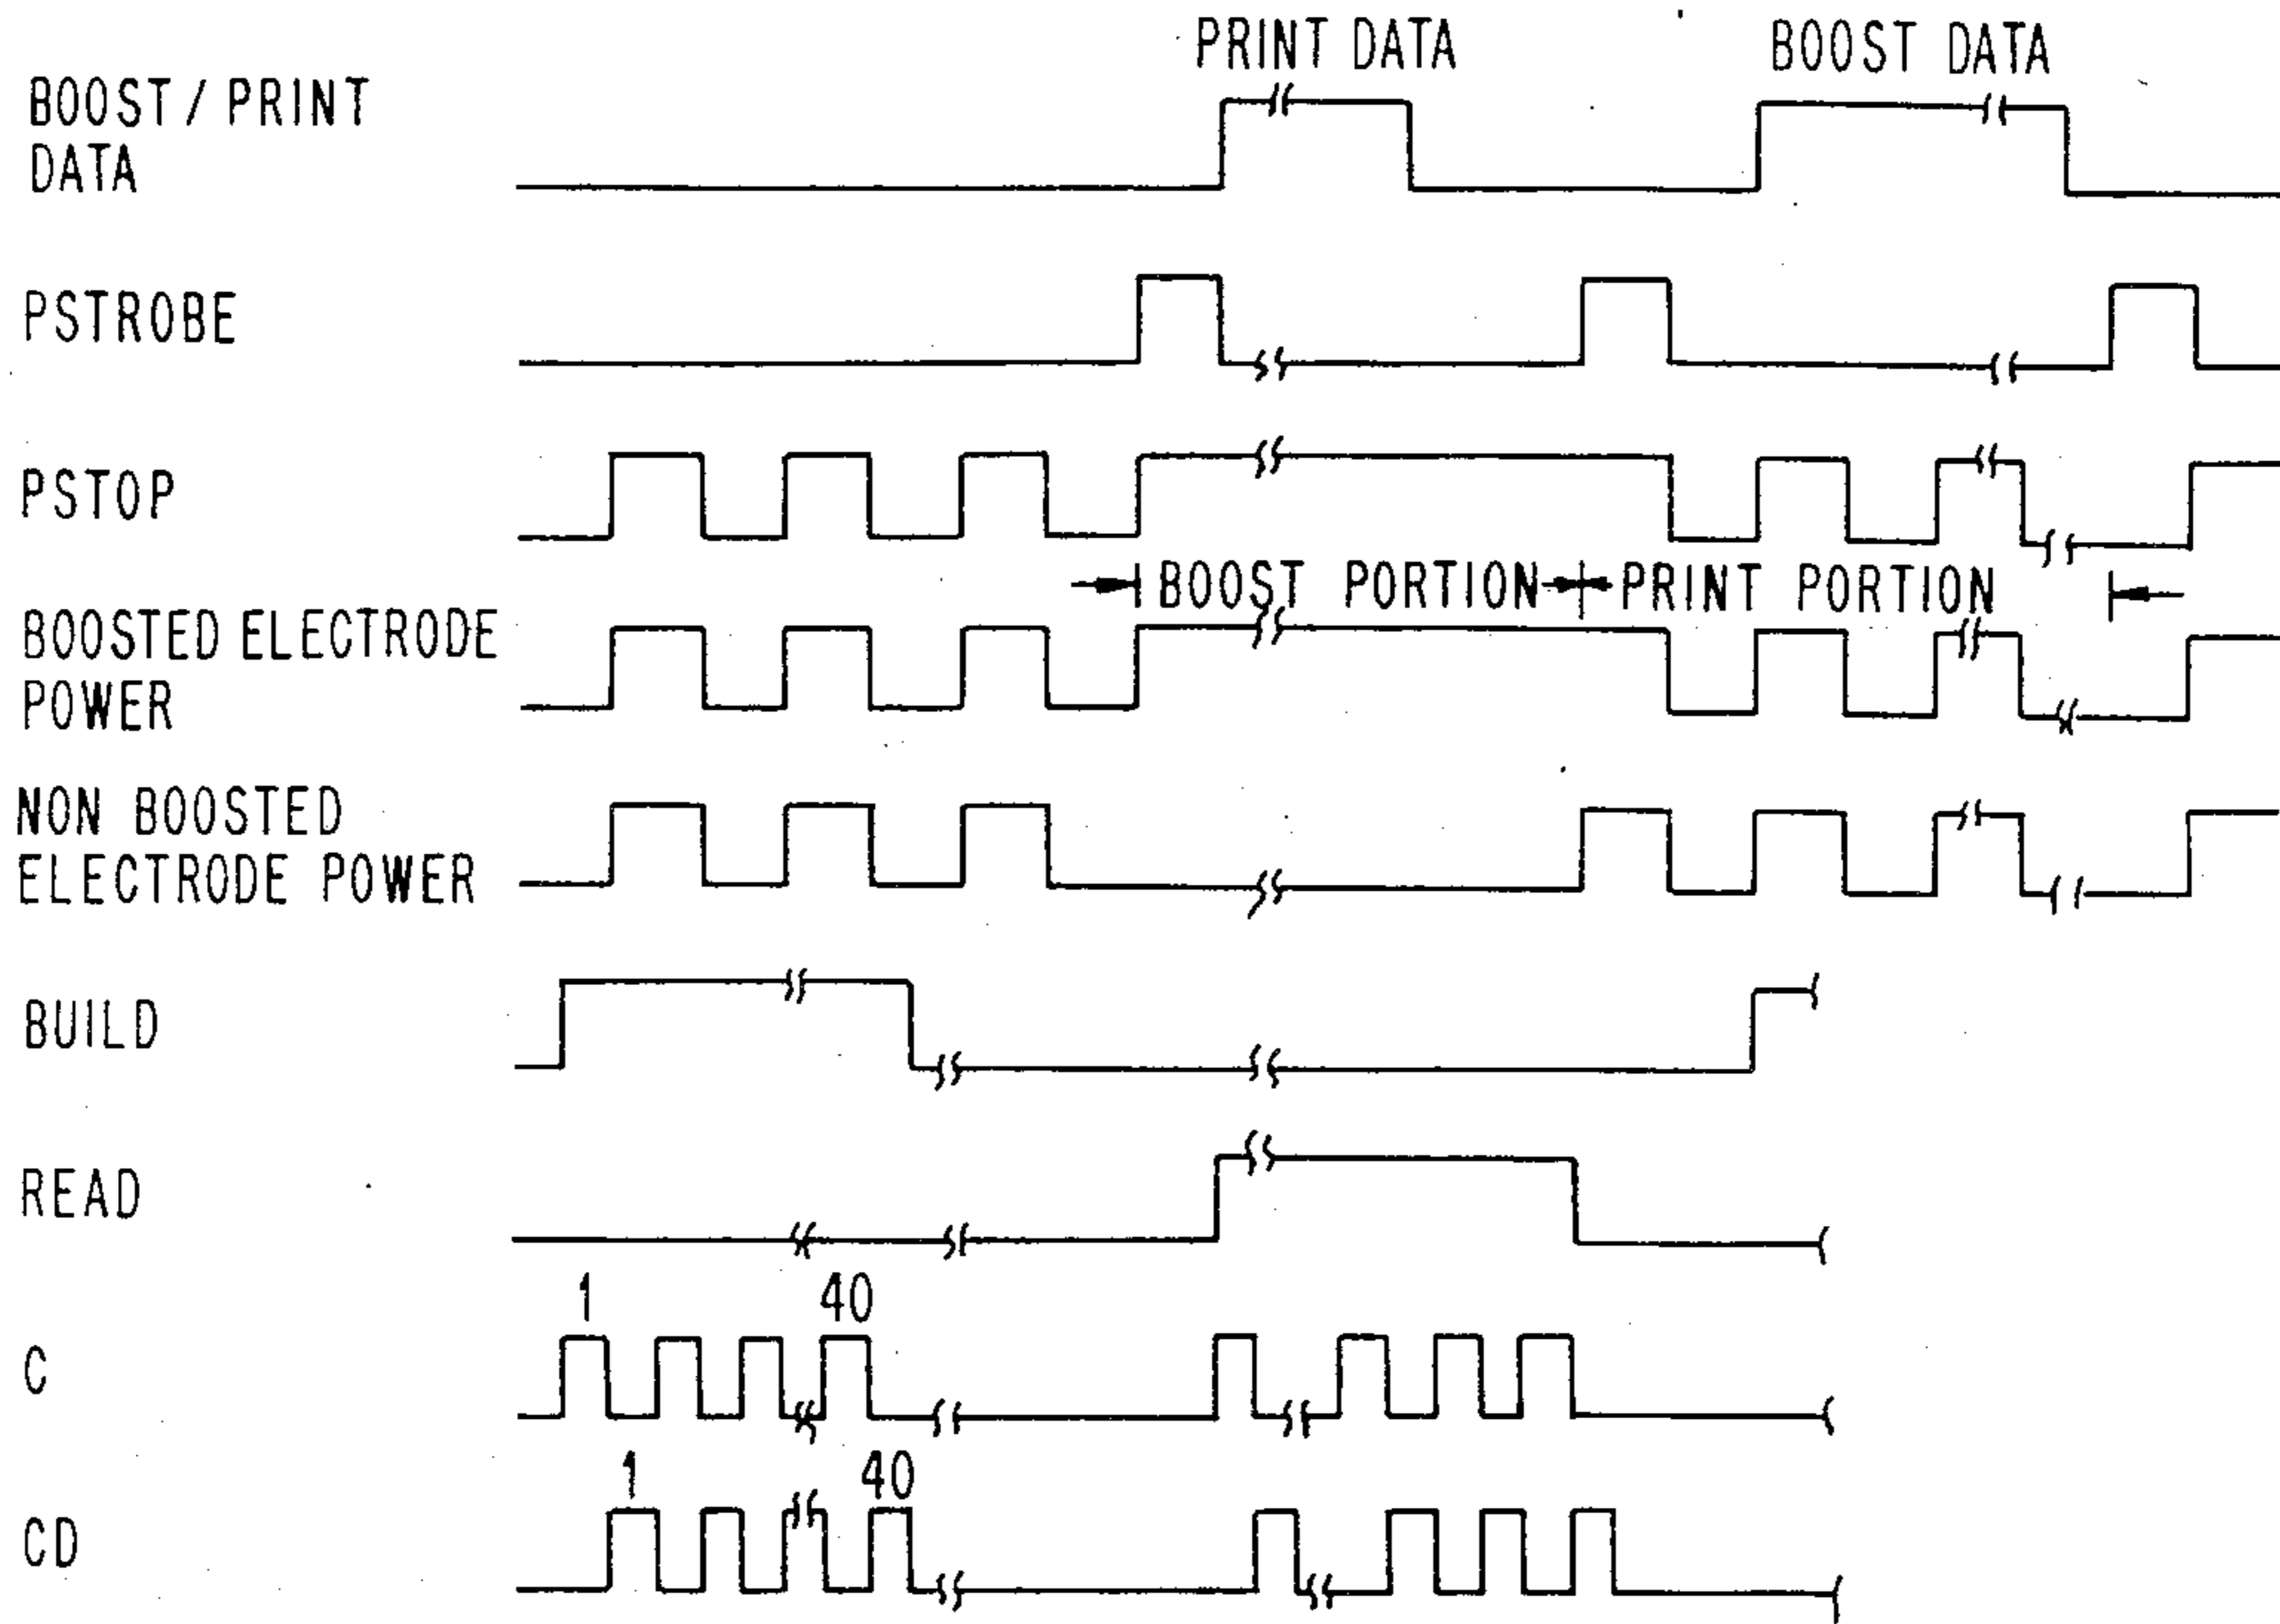 PRINT DATA
BOOST DATA
BOOST / PRINT
DATA
PSTROBE
PSTOP
BOOST PORTION
PRINT PORTION
BOOSTED ELECTRODE
POWER
NON BOOSTED
ELECTRODE POWER
BUILD
READ
1
40
C
1
40
CD